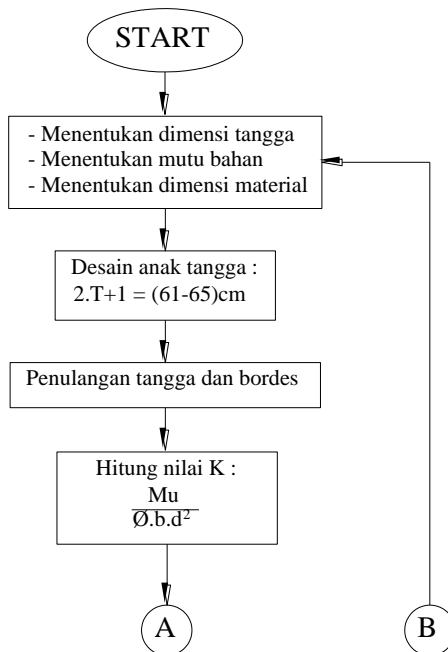 START
- Menentukan dimensi tangga
- Menentukan mutu bahan
- Menentukan dimensi material
Desain anak tangga :
2.T+1 = (61-65)cm
Penulangan tangga dan bordes
Hitung nilai K :
Mu
Ø.b.d²
A
B